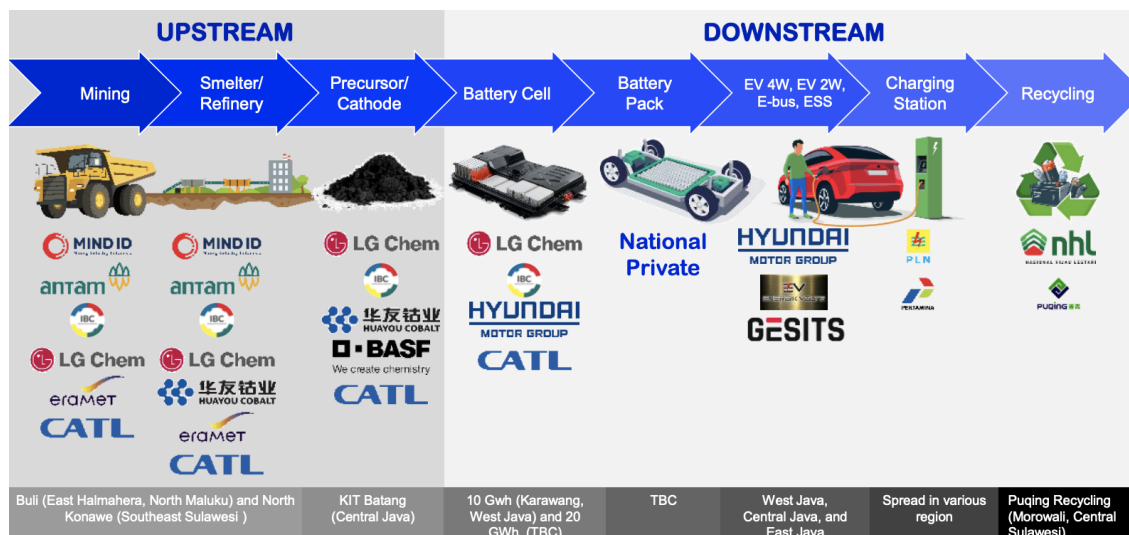 UPSTREAM
DOWNSTREAM
Mining
Smelter/
Refinery
Precursor/
Cathode
Battery Cell
Battery
Pack
EV 4W, EV 2W,
E-bus, ESS
Charging
Station
Recycling
MIND ID
antam
IBC
LG Chem
eramet
CATL
MIND ID
antam
IBC
LG Chem
华友钴业
HUAYOU COBALT
eramet
CATL
LG Chem
IBC
华友钴业
HUAYOU COBALT
BASF
We create chemistry
CATL
LG Chem
IBC
HYUNDAI
MOTOR GROUP
CATL
National
Private
HYUNDAI
MOTOR GROUP
EV
GESITS
PLN
PERTAMINA
nhl
NASIONAL HIJAU LESTARI
PUQING
Buli (East Halmahera, North Maluku) and North
Konawe (Southeast Sulawesi )
KIT Batang
(Central Java)
10 Gwh (Karawang,
West Java) and 20
GWh (TBC)
TBC
West Java,
Central Java, and
East Java
Spread in various
region
Puqing Recycling
(Morowali, Central
Sulawesi)